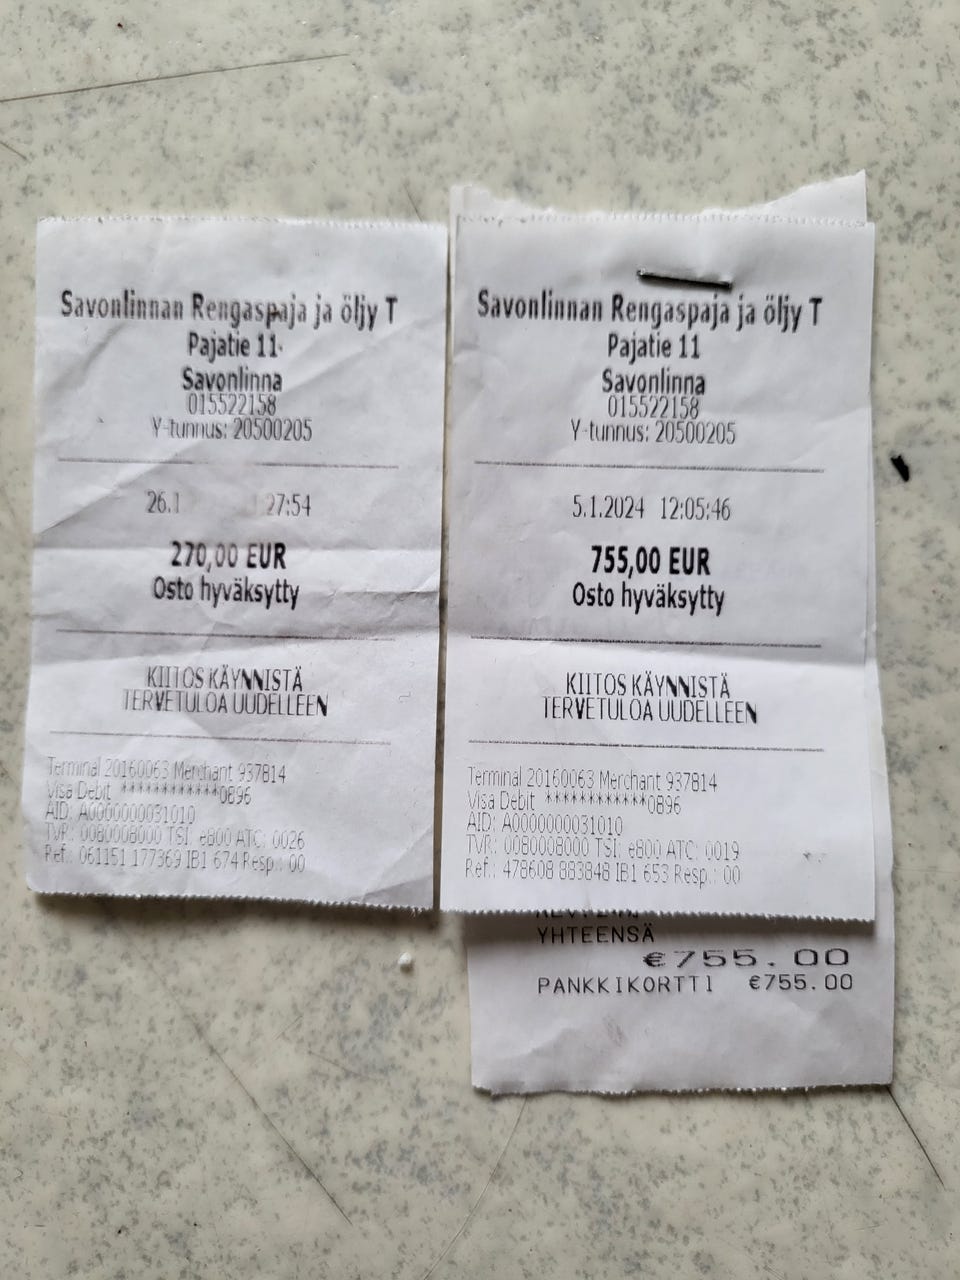 Savonlinnan Rengaspaja ja öljy T
Pajatie 11
Savonlinna
015522158
Y-tunnus: 20500205
26.1 27:54
270,00 EUR
Osto hyväksytty
KIITOS KÄYNNISTÄ
TERVETULOA UUDELLEEN
Terminal 20160063 Merchant 937814
Visa Debit ************0896
AID: A0000000031010
TVR: 0080008000 TSI: e800 ATC: 0026
Ref.: 061151 177369 IB1 674 Resp.: 00
Savonlinnan Rengaspaja ja öljy T
Pajatie 11
Savonlinna
015522158
Y-tunnus: 20500205
5.1.2024 12:05:46
755,00 EUR
Osto hyväksytty
KIITOS KÄYNNISTÄ
TERVETULOA UUDELLEEN
Terminal 20160063 Merchant 937814
Visa Debit ************0896
AID: A0000000031010
TVR: 0080008000 TSI: e800 ATC: 0019
Ref.: 478608 883848 IB1 653 Resp.: 00
YHTEENSÄ
€755.00
PANKKIKORTTI €755.00